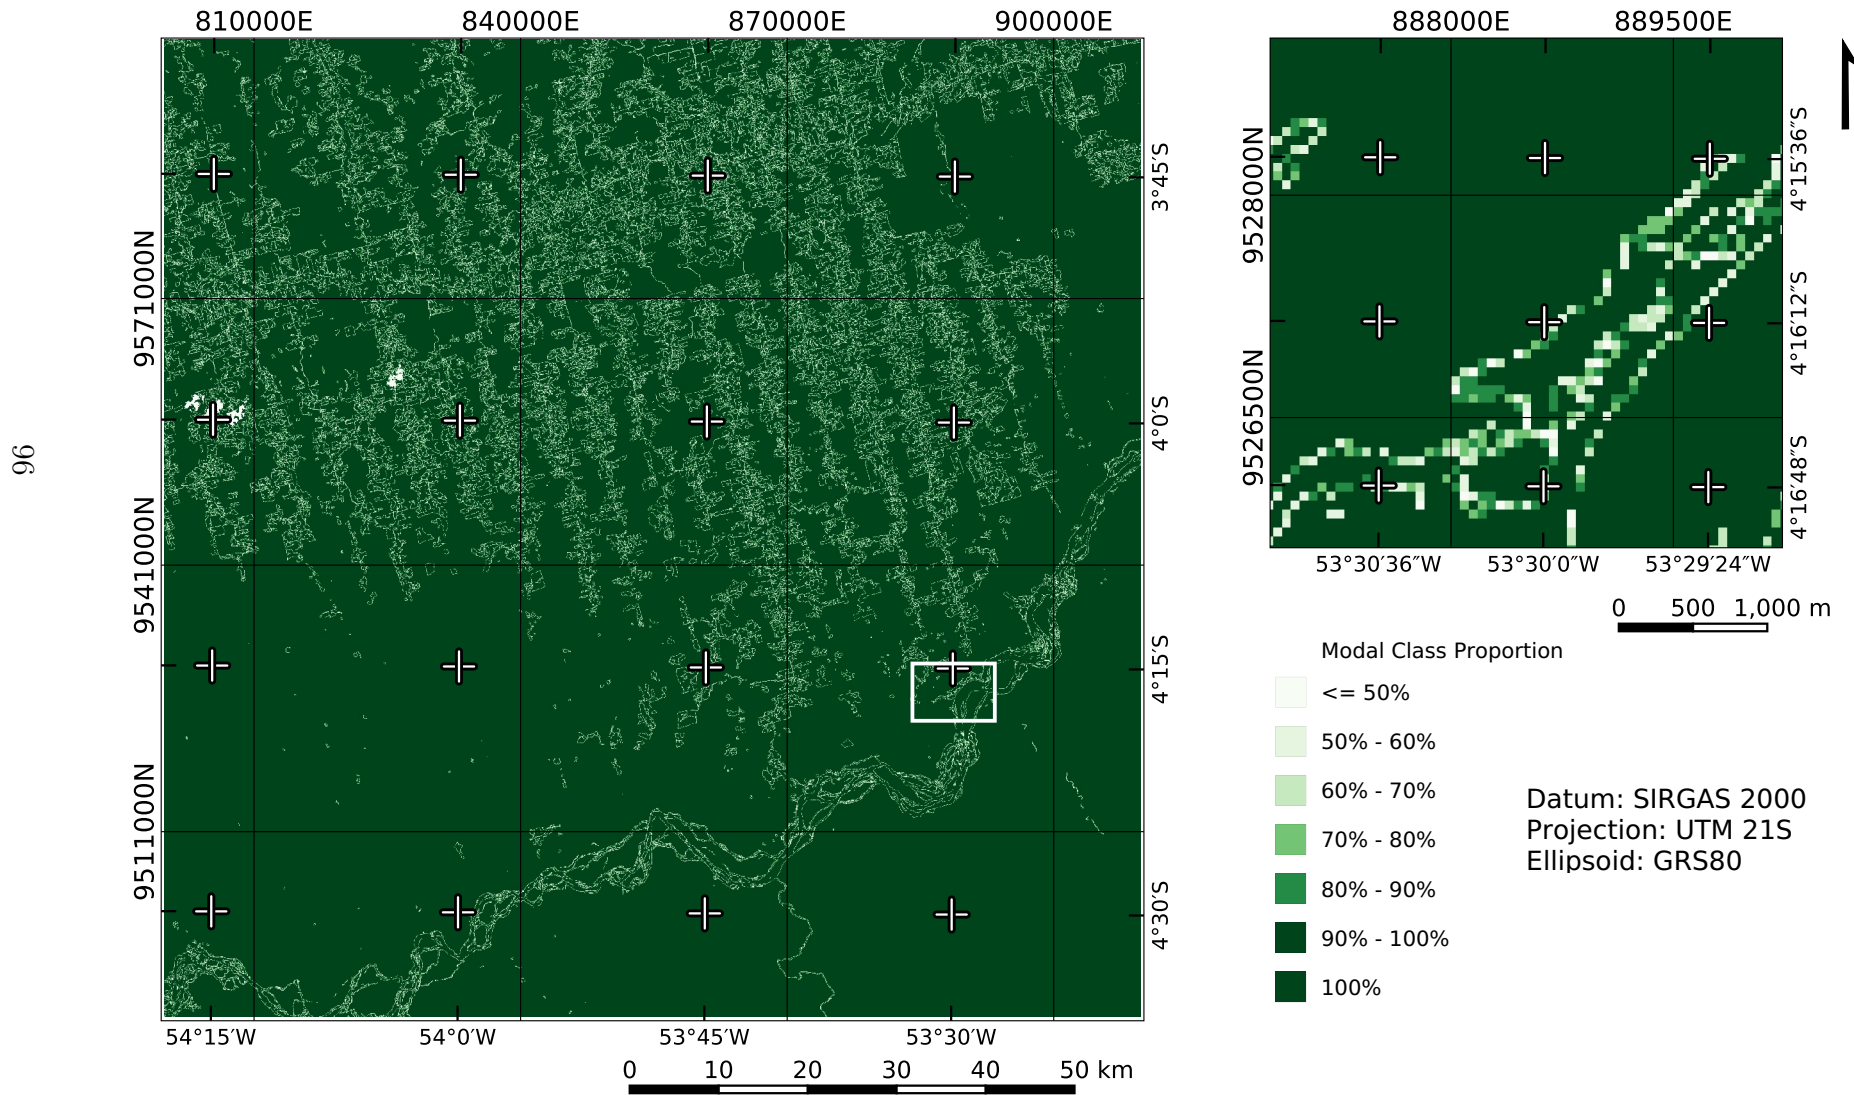 810000E 840000E 870000E 900000E
9571000N
9541000N
9511000N
3°45′S
4°0′S
4°15′S
4°30′S
54°15′W 54°0′W 53°45′W 53°30′W
0 10 20 30 40 50 km
96
888000E 889500E
9528000N
9526500N
4°15′36″S
4°16′12″S
4°16′48″S
53°30′36″W 53°30′0″W 53°29′24″W
0 500 1,000 m
Modal Class Proportion
<= 50%
50% - 60%
60% - 70%
70% - 80%
80% - 90%
90% - 100%
100%
Datum: SIRGAS 2000
Projection: UTM 21S
Ellipsoid: GRS80